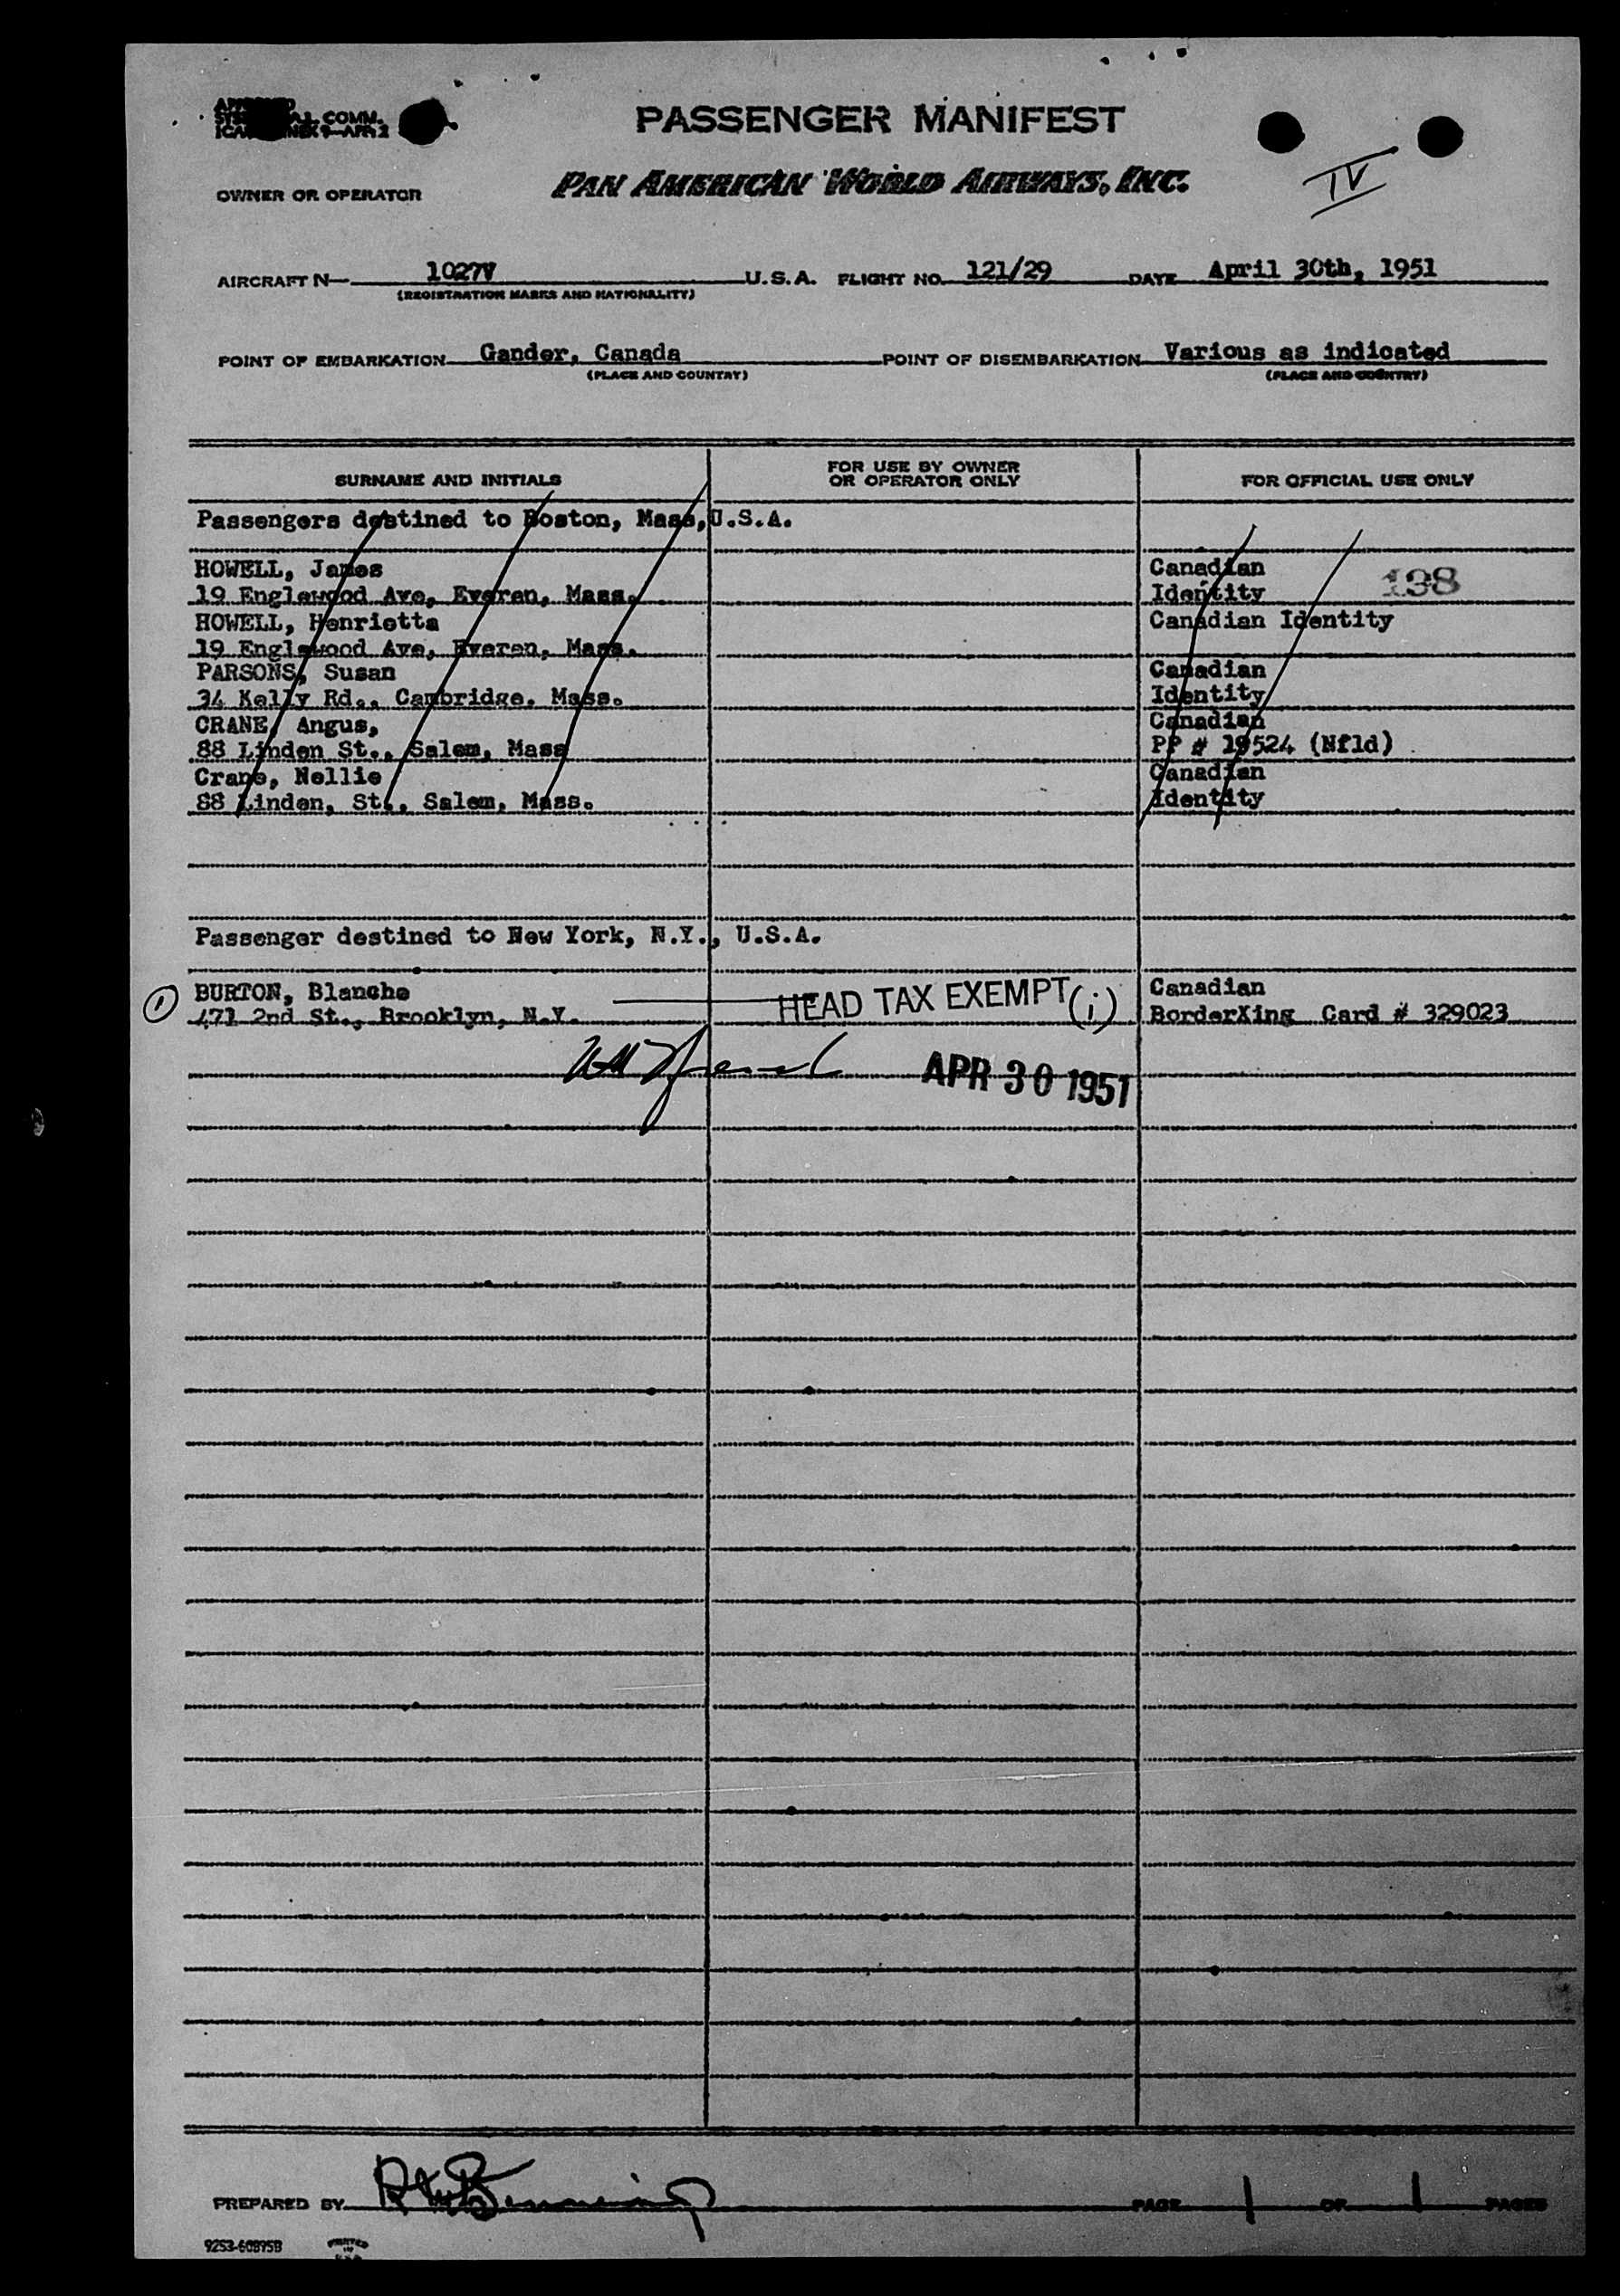 APPROVED
COMM.
PASSENGER MANIFEST
OWNER OR OPERATOR
PAN AMERICAN WORLD AIRWAYS, INC.
IV
AIRCRAFT N— 1027V U.S.A. FLIGHT NO. 121/29 DATE April 30th, 1951
(REGISTRATION MARKS AND NATIONALITY)
POINT OF EMBARKATION Gander, Canada POINT OF DISEMBARKATION Various as indicated
(PLACE AND COUNTRY) (PLACE AND COUNTRY)
SURNAME AND INITIALS FOR USE BY OWNER OR OPERATOR ONLY FOR OFFICIAL USE ONLY
Passengers destined to Boston, Mass,U.S.A.
HOWELL, James Canadian
19 Englewood Ave, Everen, Mass. Identity 138
HOWELL, Henrietta Canadian Identity
19 Englewood Ave, Everen, Mass.
PARSONS, Susan Canadian
34 Kelly Rd., Cambridge. Mass. Identity
CRANE, Angus, Canadian
88 Linden St., Salem, Mass PP # 19524 (Nfld)
Crane, Nellie Canadian
88 Linden, St., Salem, Mass. Identity
Passenger destined to New York, N.Y., U.S.A.
1 BURTON, Blanche HEAD TAX EXEMPT (i) Canadian
471 2nd St., Brooklyn, N.Y. BorderXing Card # 329023
APR 30 1951
PREPARED BY PAGE 1 OF 1 PAGES
9253-60895B PRINTED IN